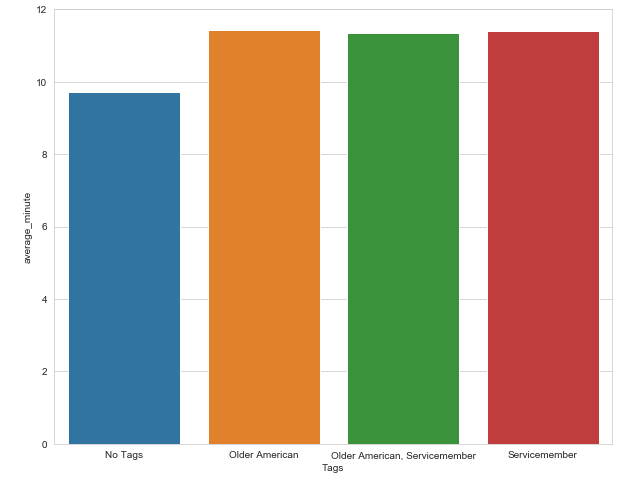 12
10
8
6
4
2
0
average_minute
No Tags
Older American
Older American, Servicemember
Servicemember
Tags